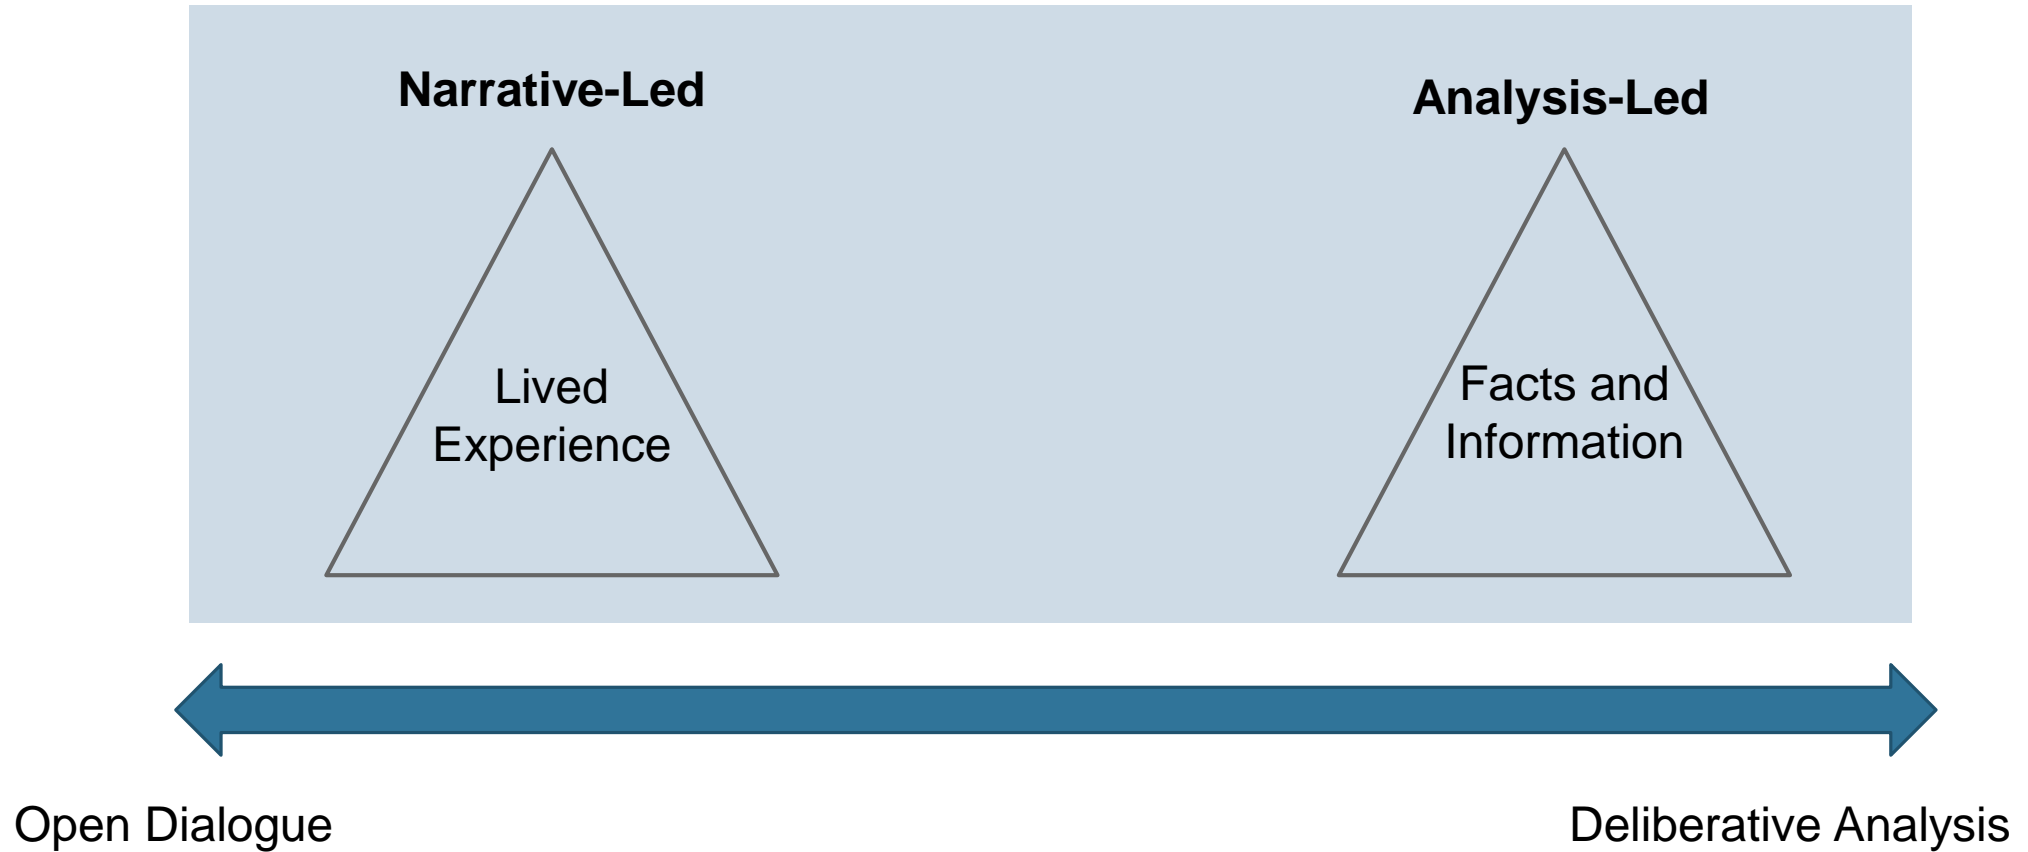 Narrative-Led
Analysis-Led
Lived
Experience
Facts and
Information
Open Dialogue
Deliberative Analysis